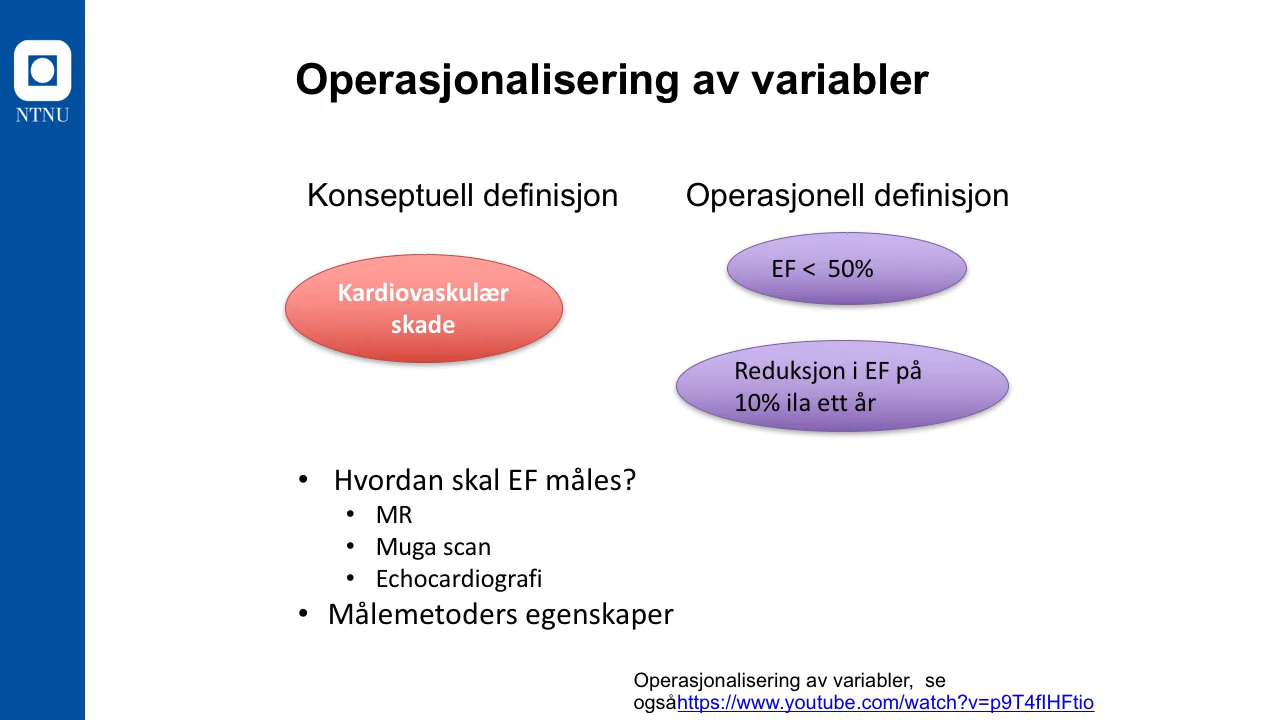 NTNU
Operasjonalisering av variabler
Konseptuell definisjon
Operasjonell definisjon
Kardiovaskulær
skade
EF <  50%
Reduksjon i EF på
10% ila ett år
• Hvordan skal EF måles?
• MR
• Muga scan
• Echocardiografi
• Målemetoders egenskaper
Operasjonalisering av variabler,  se
ogsåhttps://www.youtube.com/watch?v=p9T4flHFtio